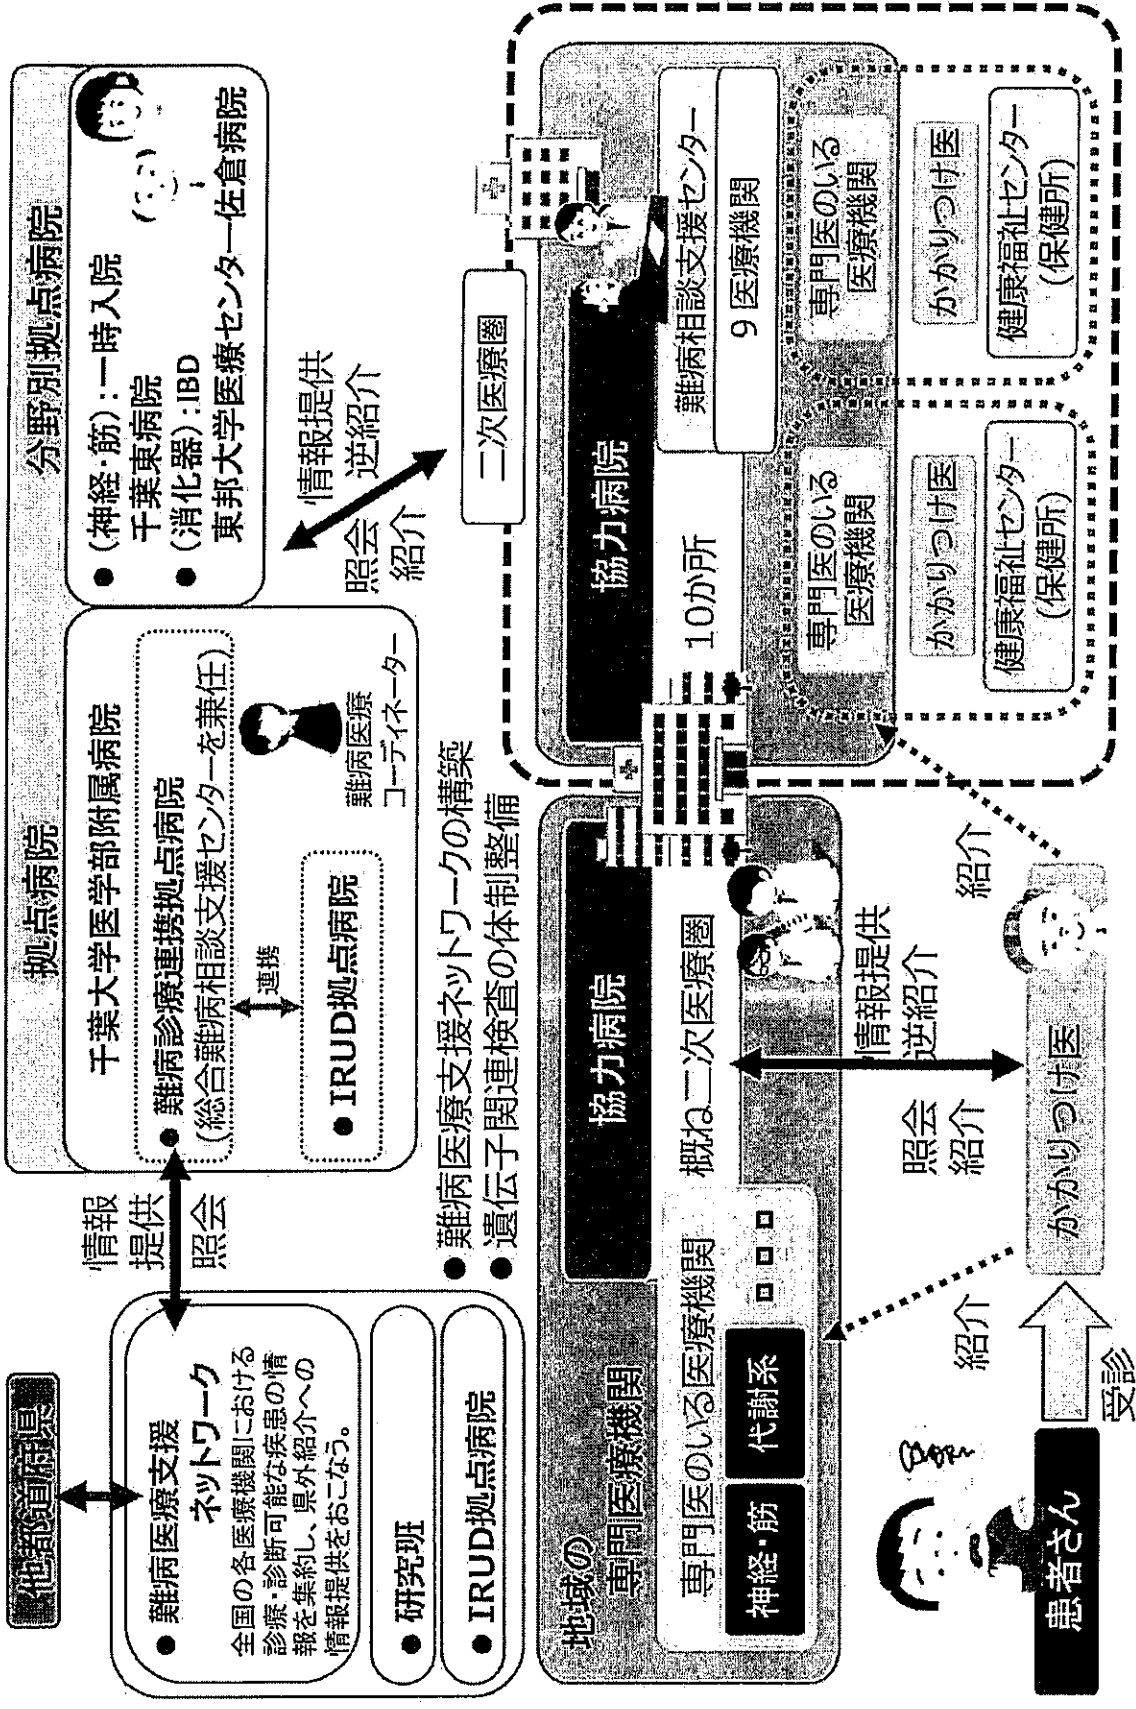 他都道府県
● 難病医療支援
ネットワーク
全国の各医療機関における
診療・診断可能な疾患の情
報を集約し、県外紹介への
情報提供をおこなう。
● 研究班
● IRUD拠点病院
情報
提供
照会
拠点病院
千葉大学医学部附属病院
● 難病診療連携拠点病院
(総合難病相談支援センターを兼任)
連携
● IRUD拠点病院
難病医療
コーディネーター
分野別拠点病院
● (神経・筋):一時入院
千葉東病院
● (消化器):IBD
東邦大学医療センター佐倉病院
● 難病医療支援ネットワークの構築
● 遺伝子関連検査の体制整備
照会
紹介
情報提供
逆紹介
地域の
専門医療機関
協力病院
専門医のいる医療機関
概ね二次医療圏
神経・筋
代謝系
二次医療圏
協力病院
10か所
難病相談支援センター
9医療機関
専門医のいる
医療機関
かかりつけ医
健康福祉センター
(保健所)
専門医のいる
医療機関
かかりつけ医
健康福祉センター
(保健所)
紹介
照会
紹介
情報提供
逆紹介
紹介
患者さん
受診
かかりつけ医